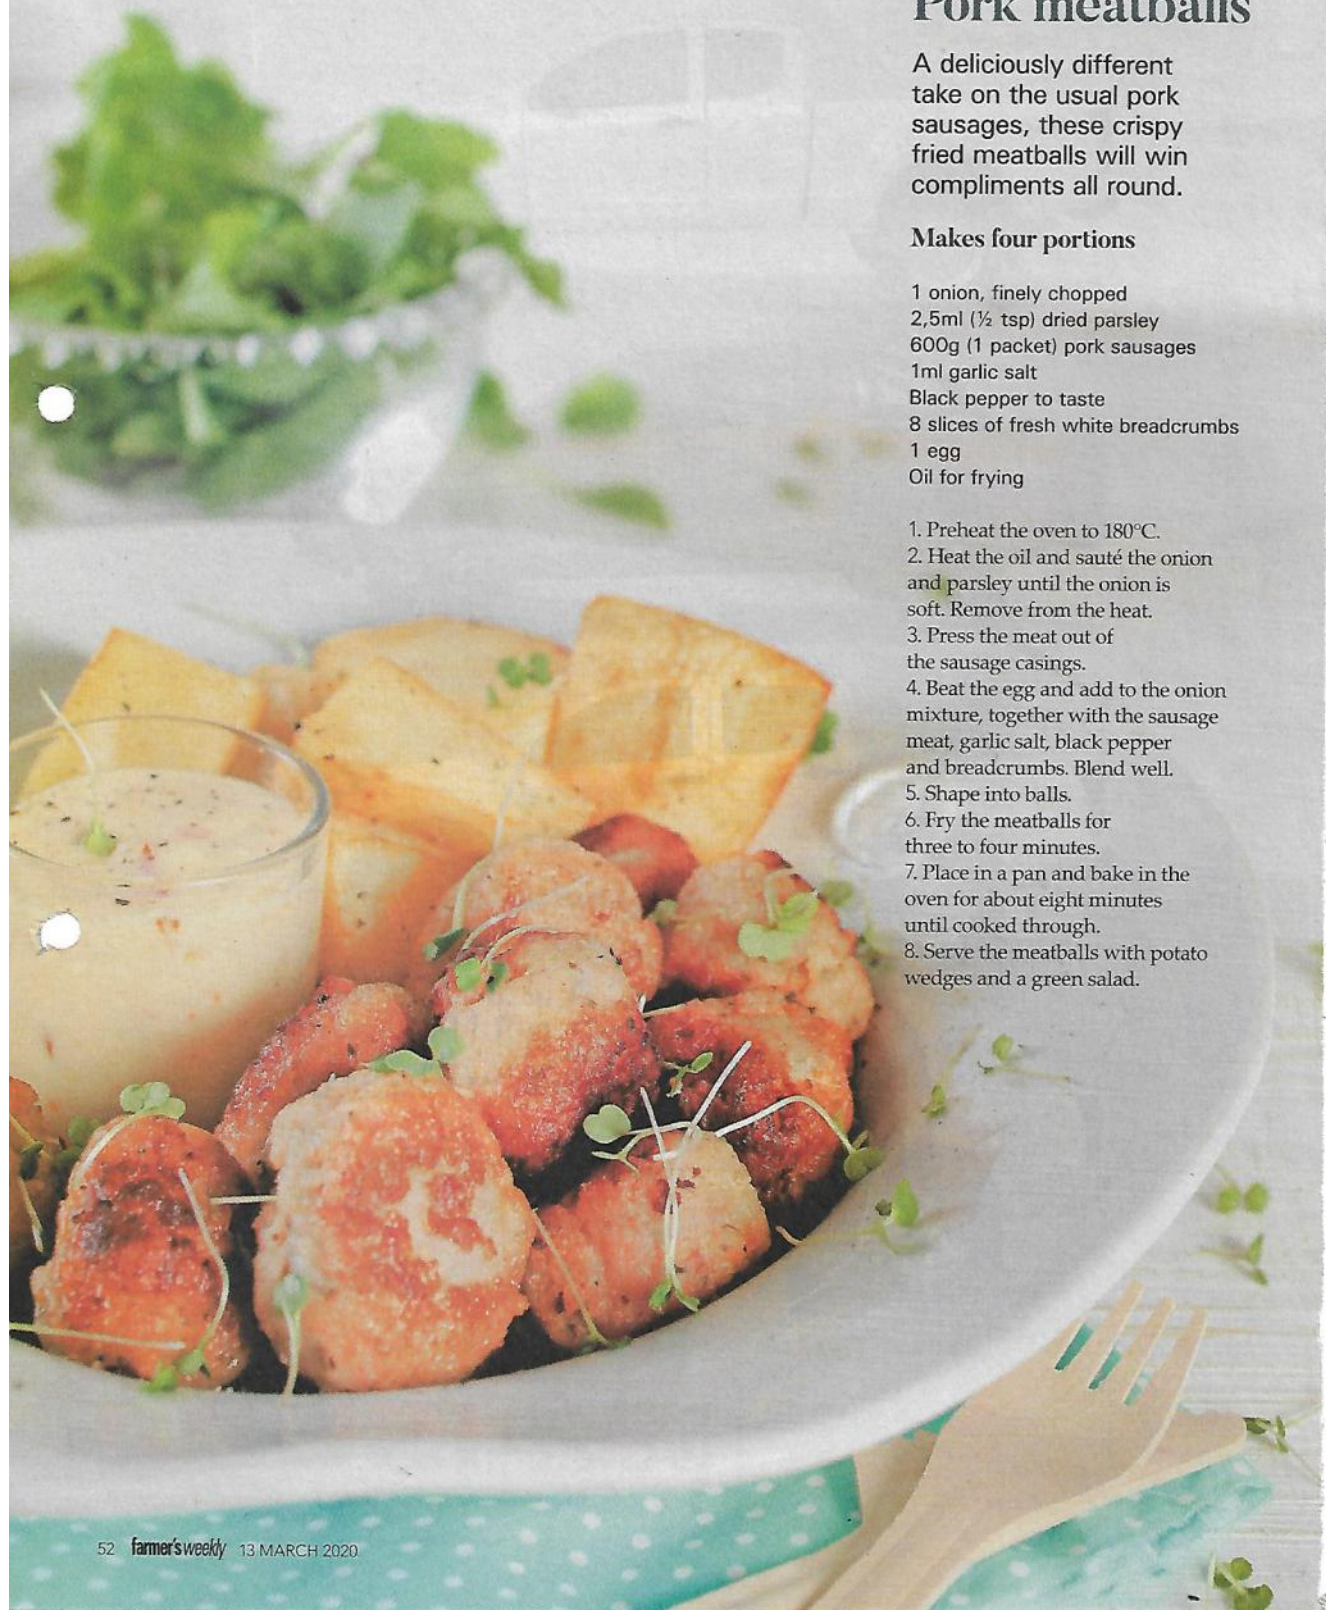 Pork meatballs
A deliciously different
take on the usual pork
sausages, these crispy
fried meatballs will win
compliments all round.
Makes four portions
1 onion, finely chopped
2,5ml (½ tsp) dried parsley
600g (1 packet) pork sausages
1ml garlic salt
Black pepper to taste
8 slices of fresh white breadcrumbs
1 egg
Oil for frying
1. Preheat the oven to 180°C.
2. Heat the oil and sauté the onion
and parsley until the onion is
soft. Remove from the heat.
3. Press the meat out of
the sausage casings.
4. Beat the egg and add to the onion
mixture, together with the sausage
meat, garlic salt, black pepper
and breadcrumbs. Blend well.
5. Shape into balls.
6. Fry the meatballs for
three to four minutes.
7. Place in a pan and bake in the
oven for about eight minutes
until cooked through.
8. Serve the meatballs with potato
wedges and a green salad.
52 farmer's weekly 13 MARCH 2020